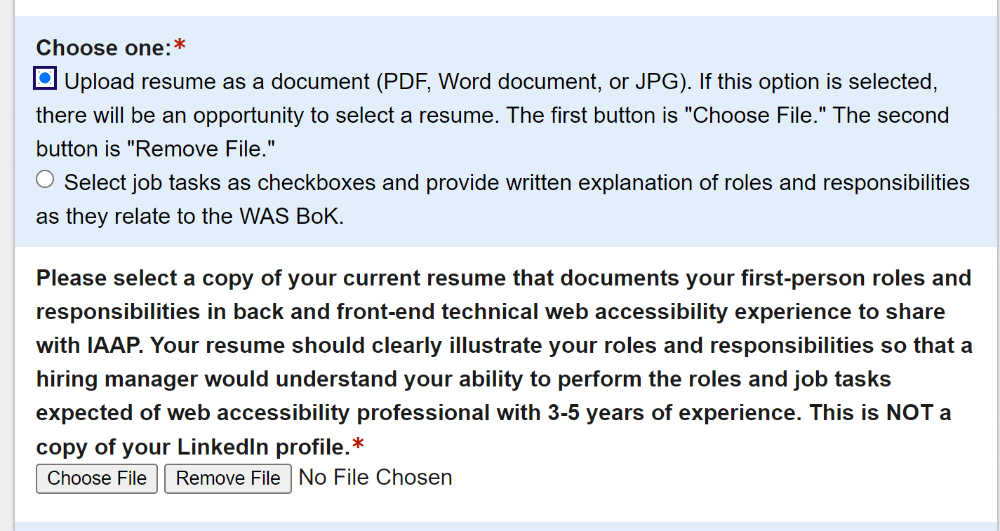 Choose one:*
Upload resume as a document (PDF, Word document, or JPG). If this option is selected,
there will be an opportunity to select a resume. The first button is "Choose File." The second
button is "Remove File."
Select job tasks as checkboxes and provide written explanation of roles and responsibilities
as they relate to the WAS BoK.
Please select a copy of your current resume that documents your first-person roles and
responsibilities in back and front-end technical web accessibility experience to share
with IAAP. Your resume should clearly illustrate your roles and responsibilities so that a
hiring manager would understand your ability to perform the roles and job tasks
expected of web accessibility professional with 3-5 years of experience. This is NOT a
copy of your LinkedIn profile.*
Choose File Remove File No File Chosen